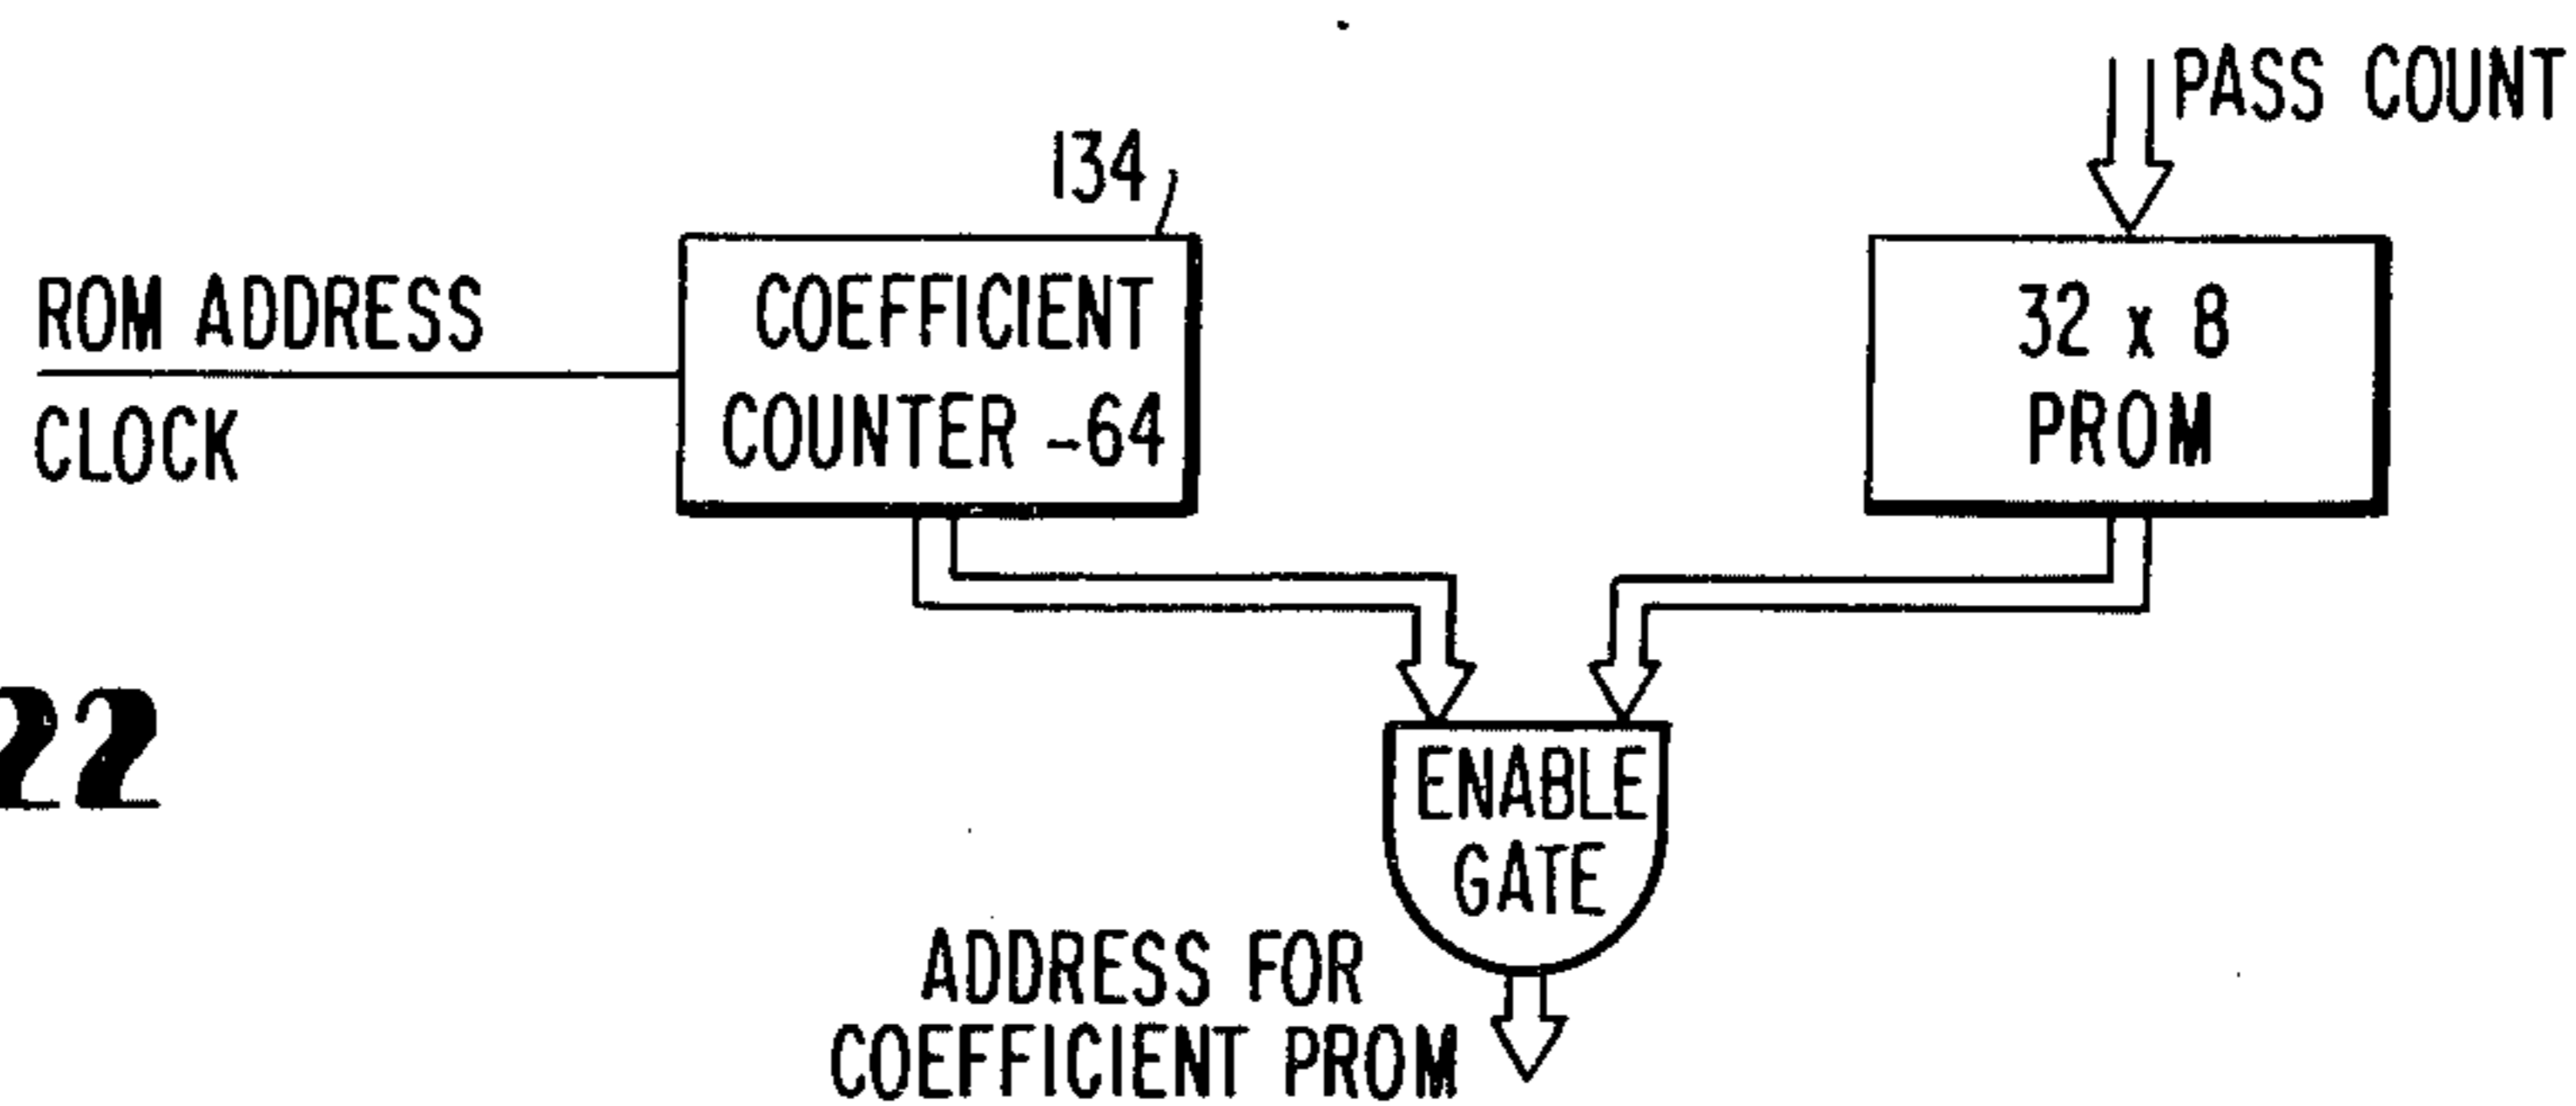 PASS COUNT
134
ROM ADDRESS
CLOCK
COEFFICIENT
COUNTER -64
32 x 8
PROM
22
ENABLE
GATE
ADDRESS FOR
COEFFICIENT PROM